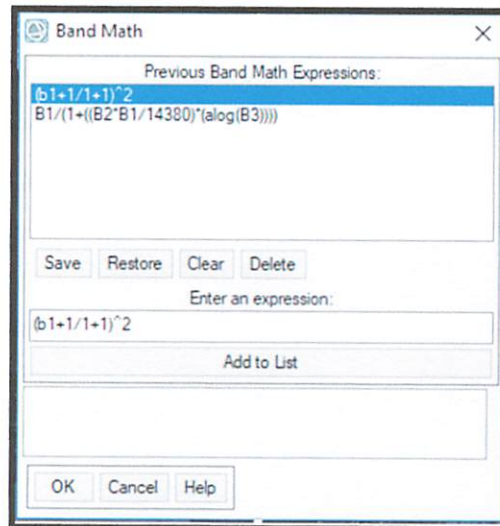 Band Math
Previous Band Math Expressions:
(b1+1/1+1)^2
B1/(1+((B2*B1/14380)*(alog(B3))))
Save Restore Clear Delete
Enter an expression:
(b1+1/1+1)^2
Add to List
OK Cancel Help